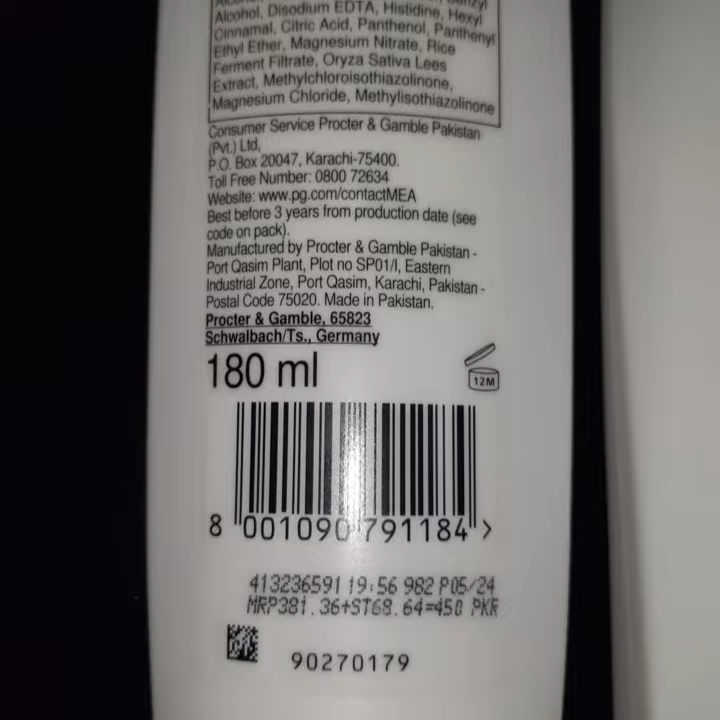 Alcohol, Disodium EDTA, Histidine, Hexyl
Cinnamal, Citric Acid, Panthenol, Panthenyl
Ethyl Ether, Magnesium Nitrate, Rice
Ferment Filtrate, Oryza Sativa Lees
Extract, Methylchloroisothiazolinone,
Magnesium Chloride, Methylisothiazolinone
Consumer Service Procter & Gamble Pakistan
(Pvt.) Ltd,
P.O. Box 20047, Karachi-75400.
Toll Free Number: 0800 72634
Website: www.pg.com/contactMEA
Best before 3 years from production date (see
code on pack).
Manufactured by Procter & Gamble Pakistan -
Port Qasim Plant, Plot no SP01/I, Eastern
Industrial Zone, Port Qasim, Karachi, Pakistan -
Postal Code 75020. Made in Pakistan.
Procter & Gamble, 65823
Schwalbach/Ts., Germany
180 ml
12M
8 001090 791184 >
413236591 19:56 982 P05/24
MRP381.36+ST68.64=450 PKR
90270179